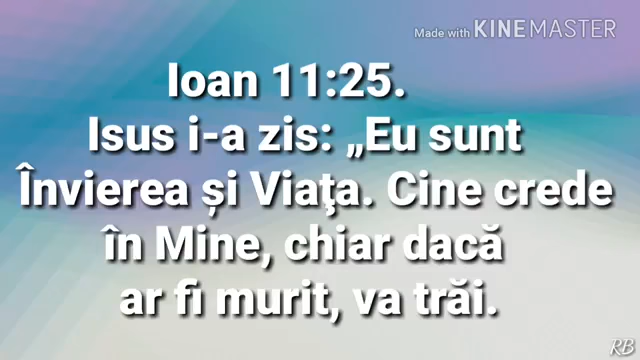 Made with KINEMASTER
Ioan 11:25.
Isus i-a zis: „Eu sunt
Învierea și Viaţa. Cine crede
în Mine, chiar dacă
ar fi murit, va trăi.
RB